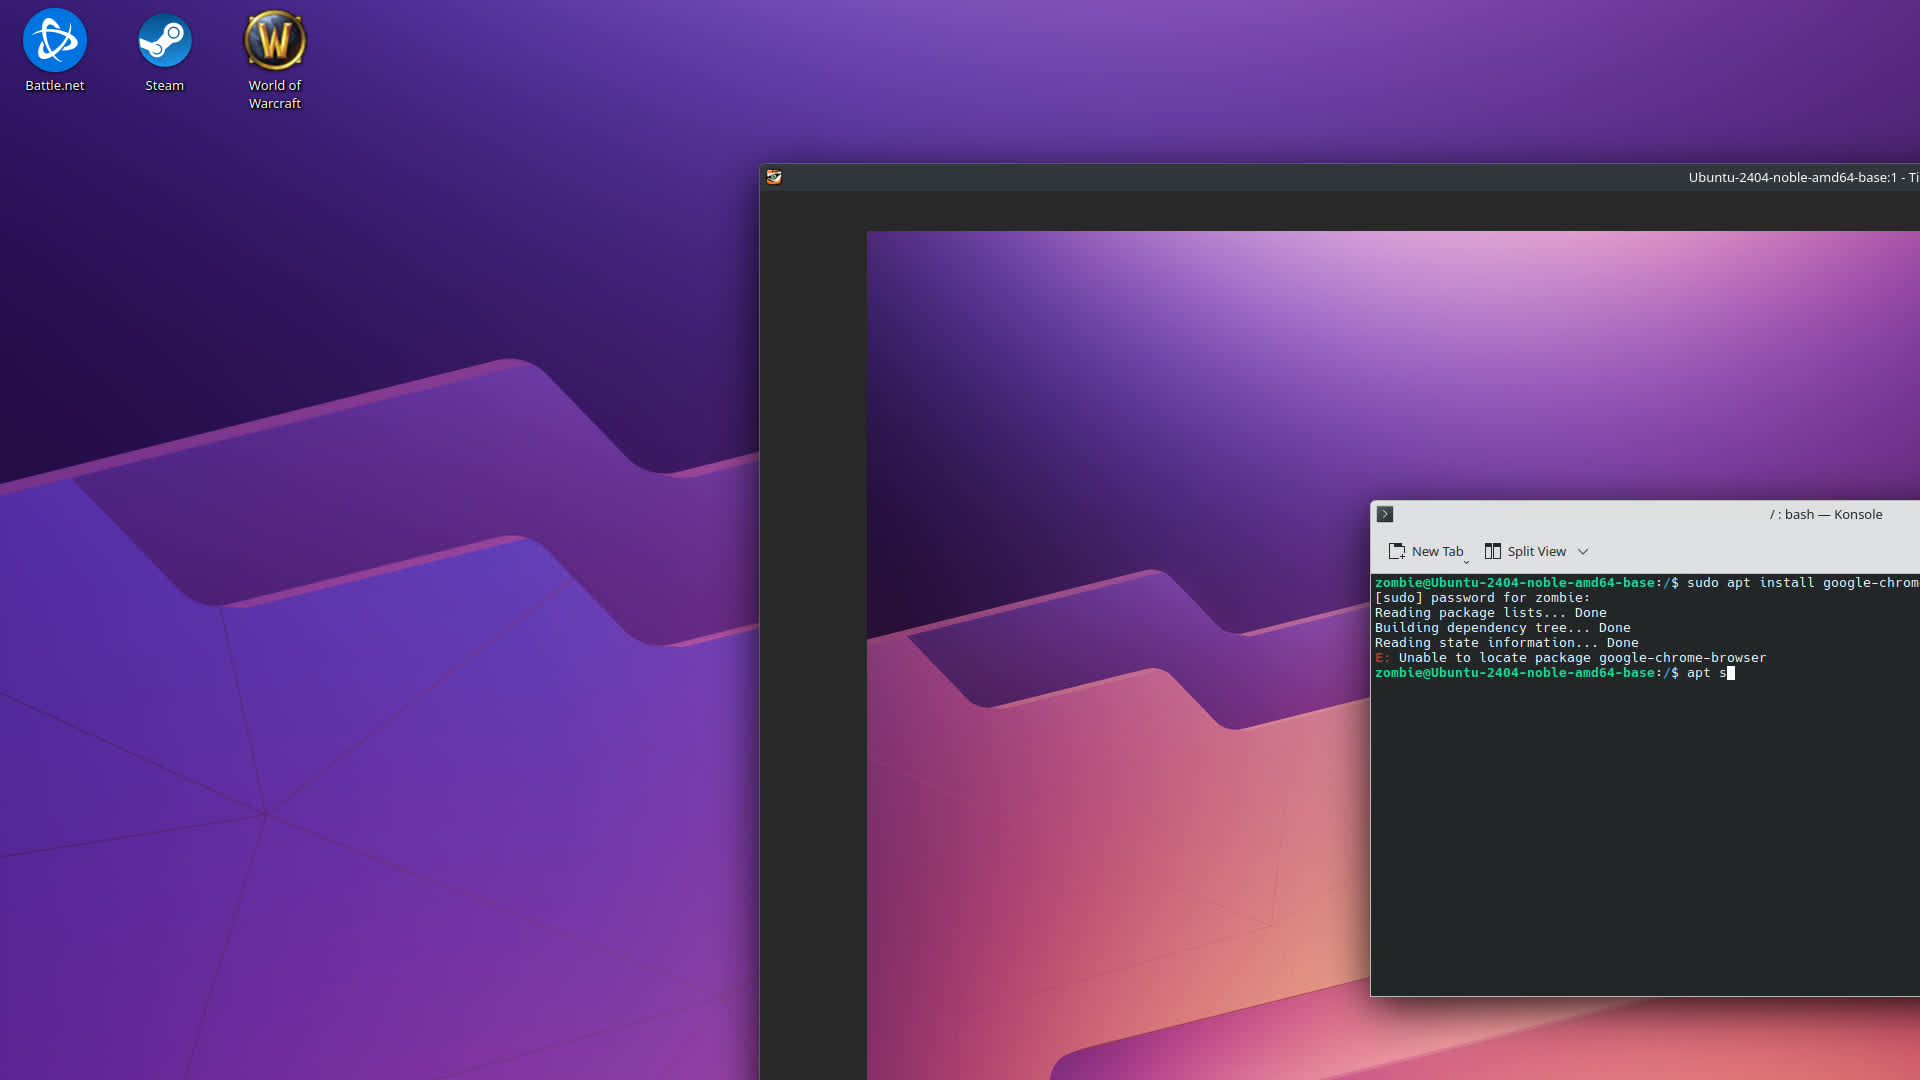 Battle.net
Steam
World of
Warcraft
Ubuntu-2404-noble-amd64-base:1 - Ti
/ : bash — Konsole
New Tab
Split View
zombie@Ubuntu-2404-noble-amd64-base:/$ sudo apt install google-chrom
[sudo] password for zombie:
Reading package lists... Done
Building dependency tree... Done
Reading state information... Done
E: Unable to locate package google-chrome-browser
zombie@Ubuntu-2404-noble-amd64-base:/$ apt s